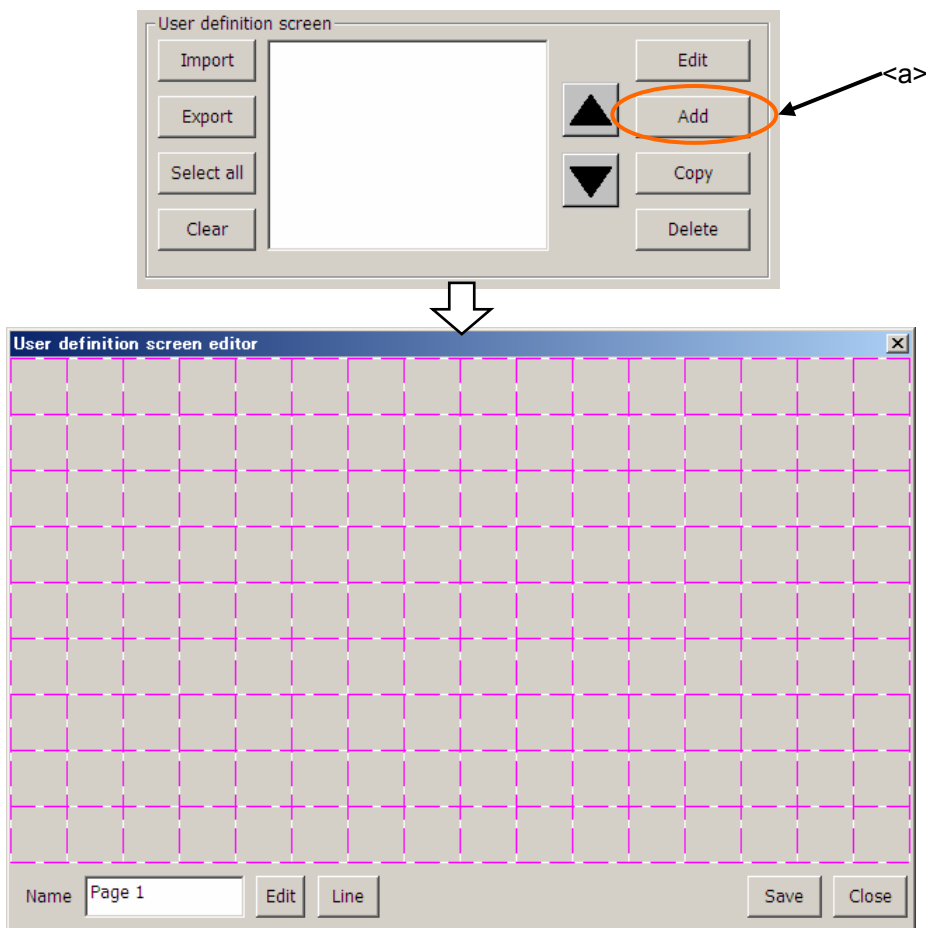 User definition screen
Import
Edit
<a>
Export
Add
Select all
Copy
Clear
Delete
User definition screen editor
Name
Page 1
Edit
Line
Save
Close